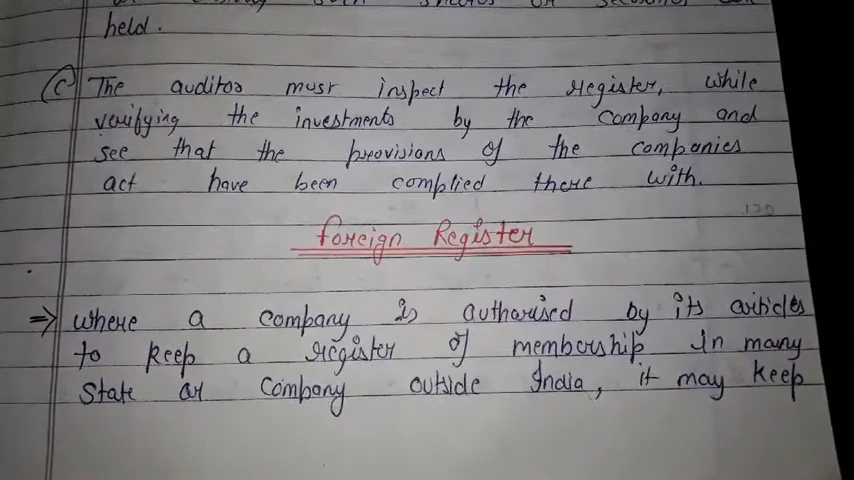 held.
(C) The auditor must inspect the register, while
verifying the investments by the company and
see that the provisions of the companies
act have been complied there with.
120
Foreign Register
⇒ where a company is authorised by its articles
to keep a register of membership In many
State or Company outside India, it may keep